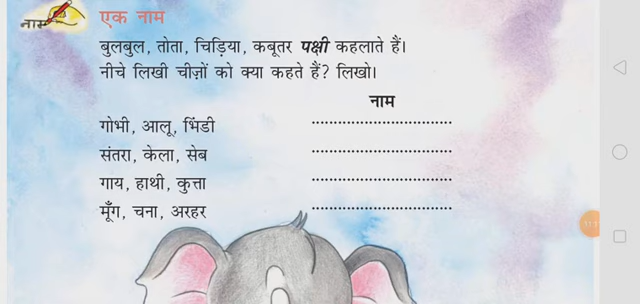 नाम
एक नाम
बुलबुल, तोता, चिड़िया, कबूतर पक्षी कहलाते हैं।
नीचे लिखी चीज़ों को क्या कहते हैं? लिखो।
नाम
गोभी, आलू, भिंडी ................................
संतरा, केला, सेब ................................
गाय, हाथी, कुत्ता ................................
मूँग, चना, अरहर ................................